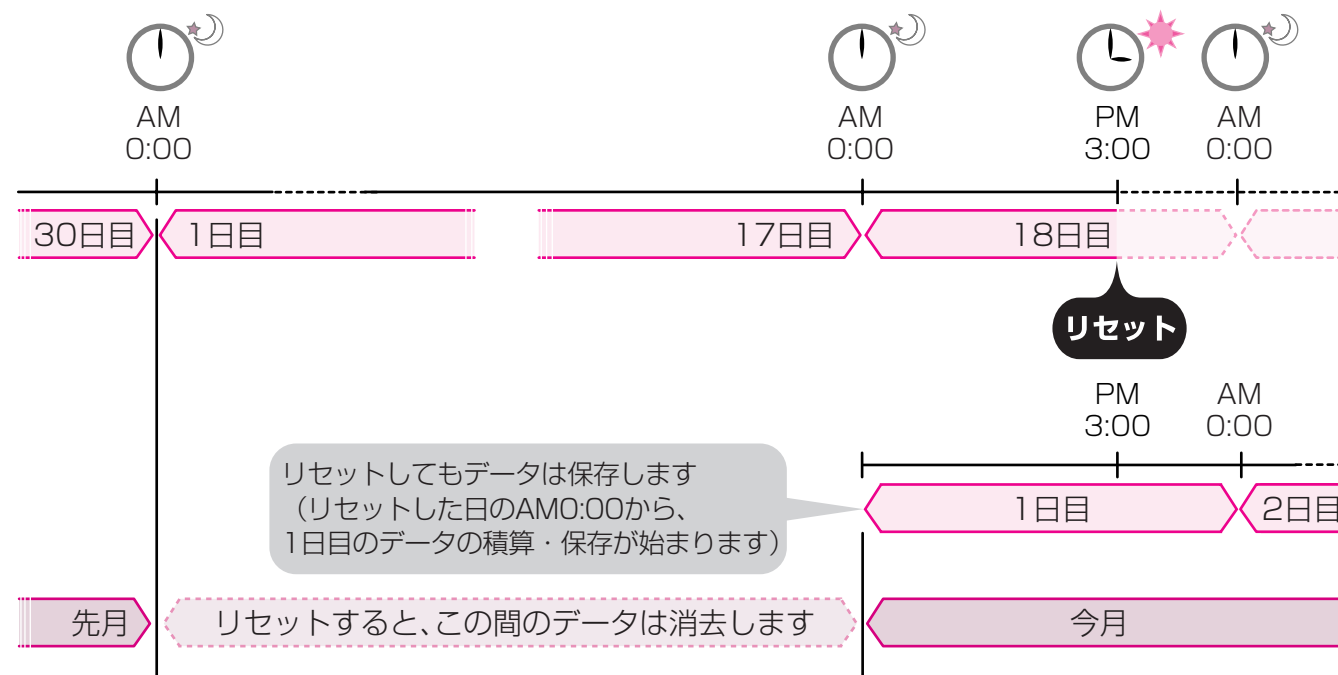 AM
0:00
AM
0:00
PM
3:00
AM
0:00
30日目
1日目
17日目
18日目
リセット
PM
3:00
AM
0:00
リセットしてもデータは保存します
（リセットした日のAM0:00から、
1日目のデータの積算・保存が始まります）
1日目
2日目
先月
リセットすると、この間のデータは消去します
今月